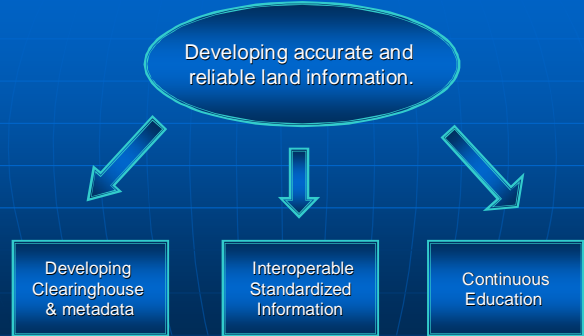 Developing accurate and
reliable land information.
Developing
Clearinghouse
& metadata
Interoperable
Standardized
Information
Continuous
Education